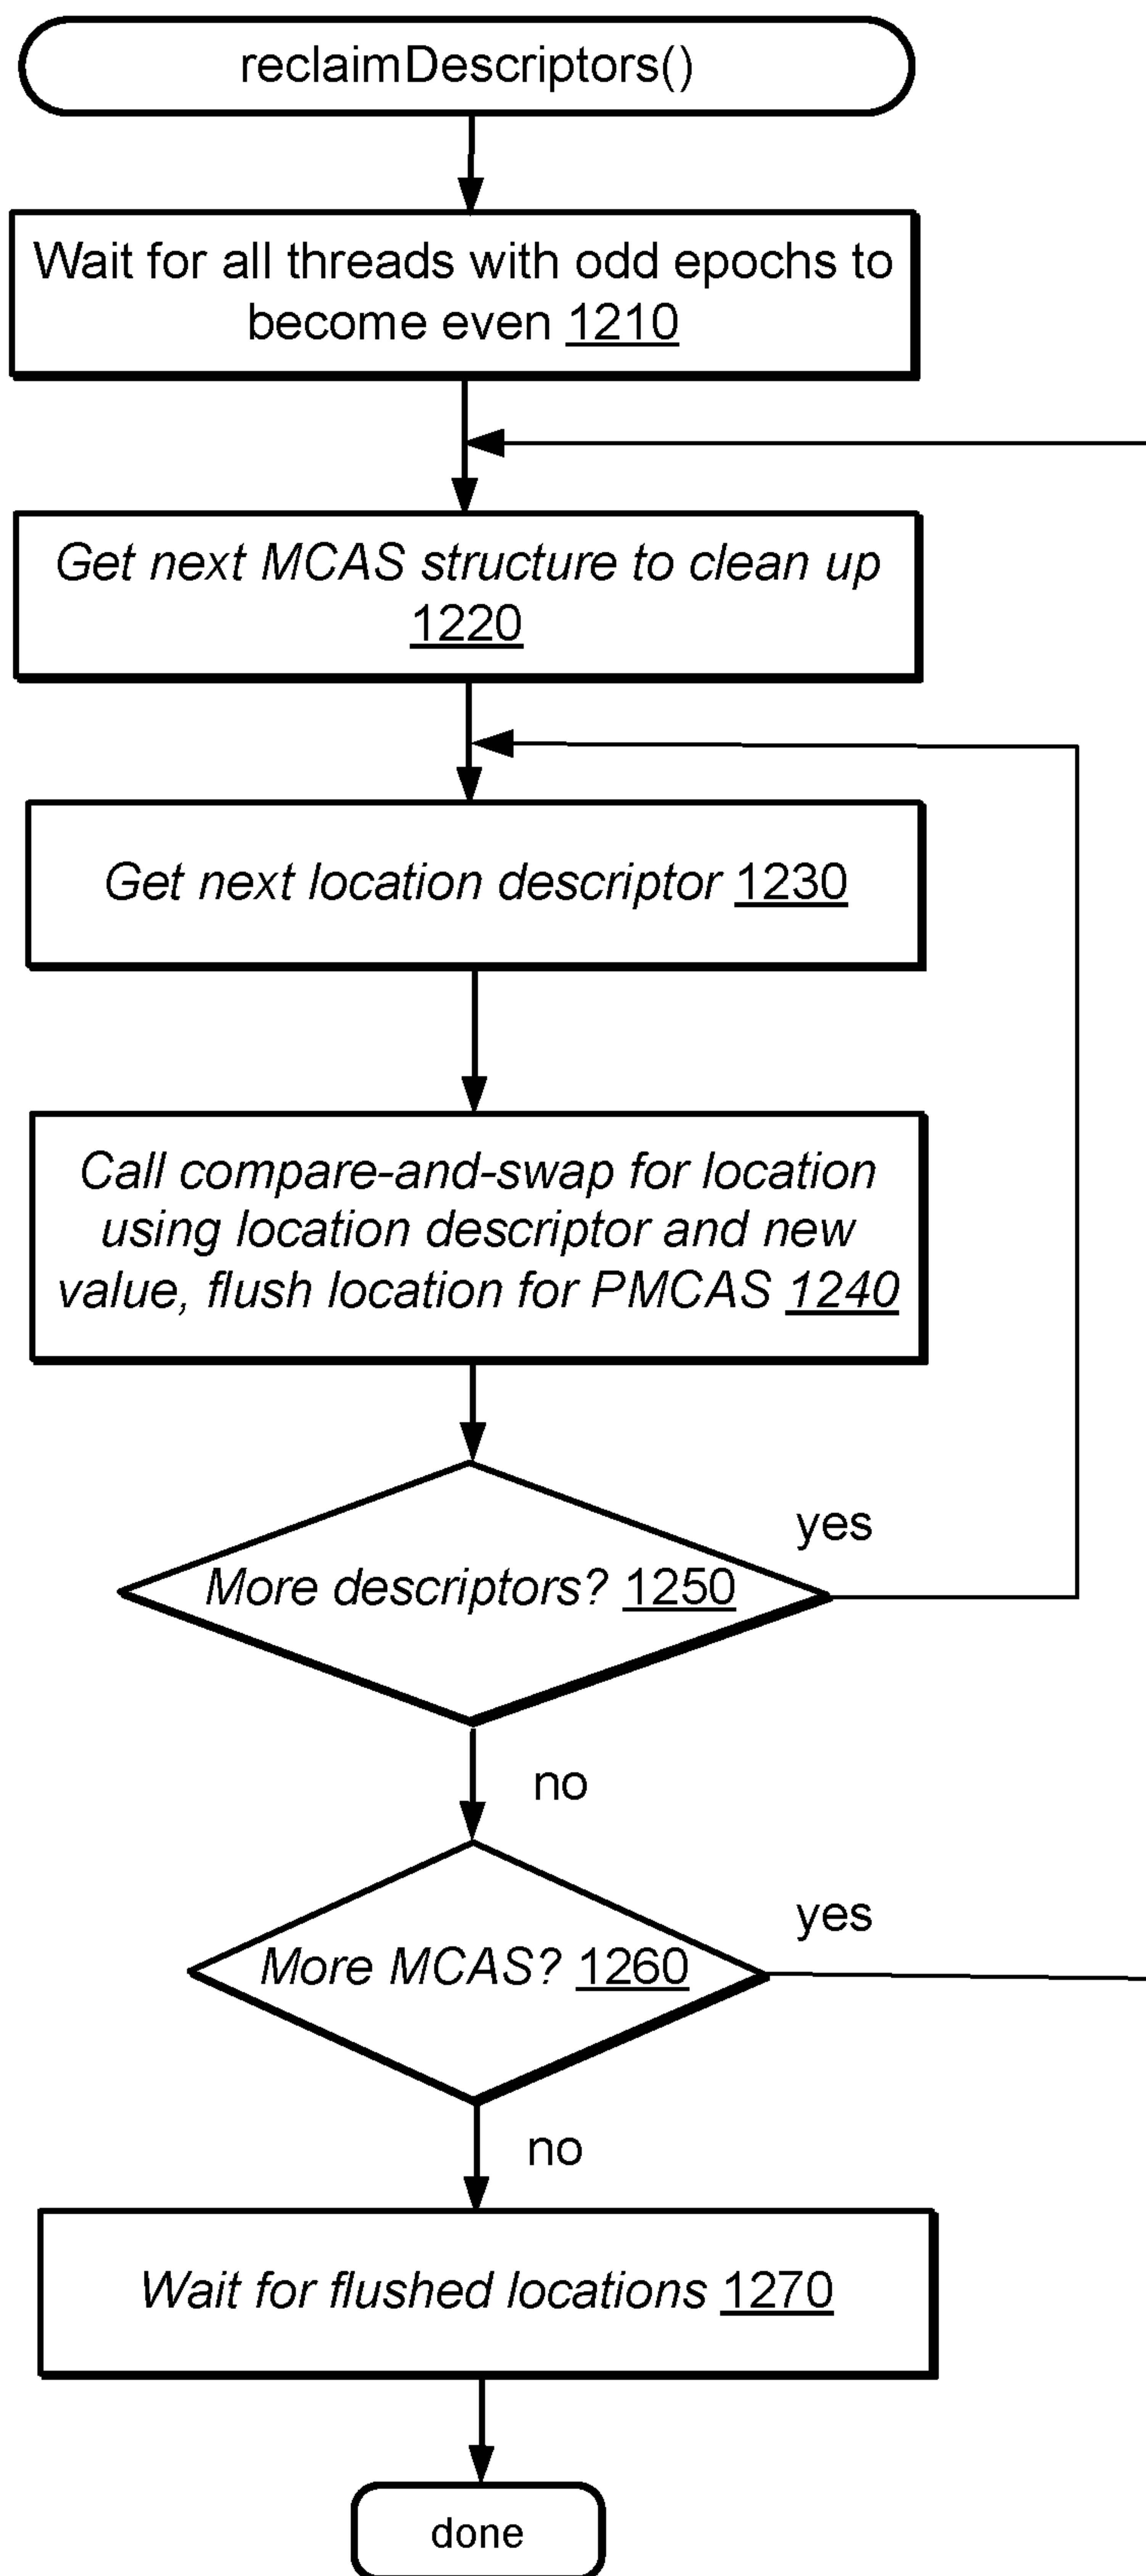 reclaimDescriptors()
Wait for all threads with odd epochs to
become even 1210
Get next MCAS structure to clean up
1220
Get next location descriptor 1230
Call compare-and-swap for location
using location descriptor and new
value, flush location for PMCAS 1240
yes
More descriptors? 1250
no
yes
More MCAS? 1260
no
Wait for flushed locations 1270
done